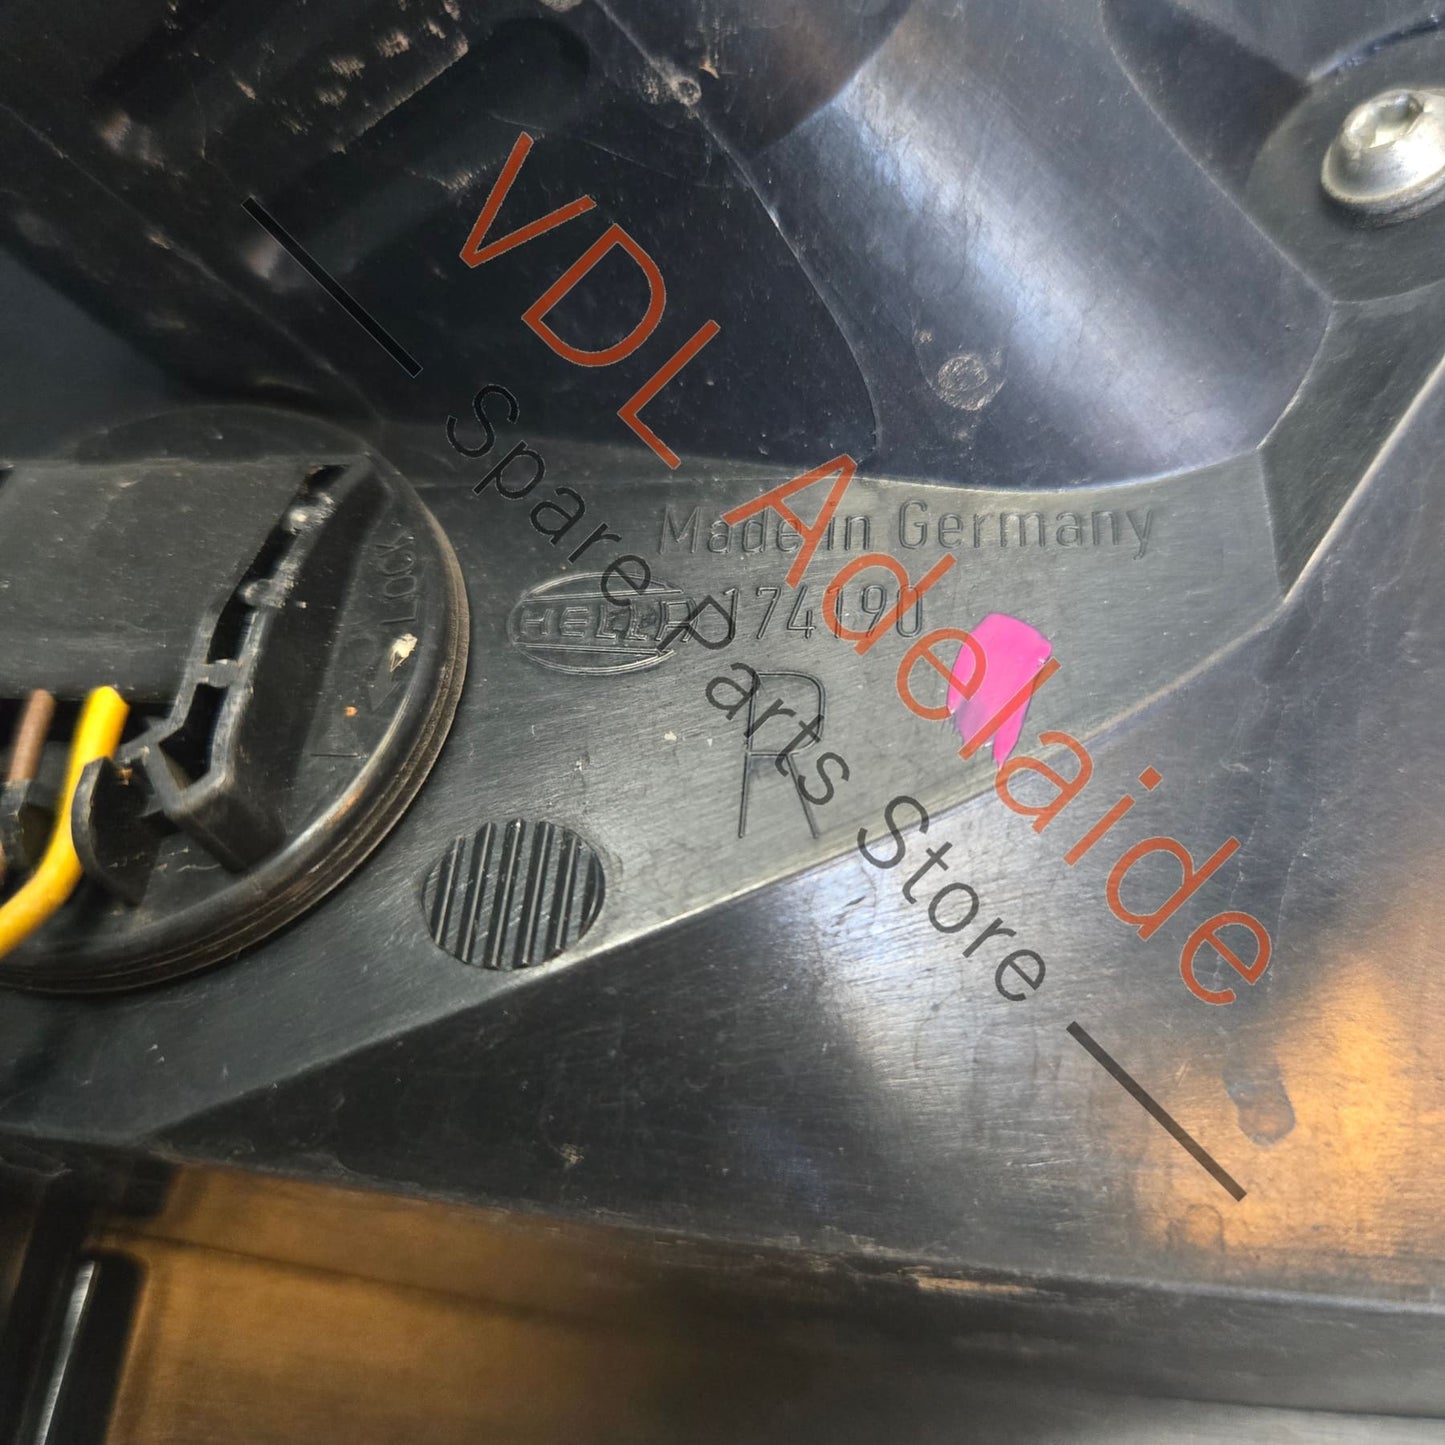 VDL Adelaide
Spare Parts Store
Made in Germany
HELLA 174190
R
LOCK